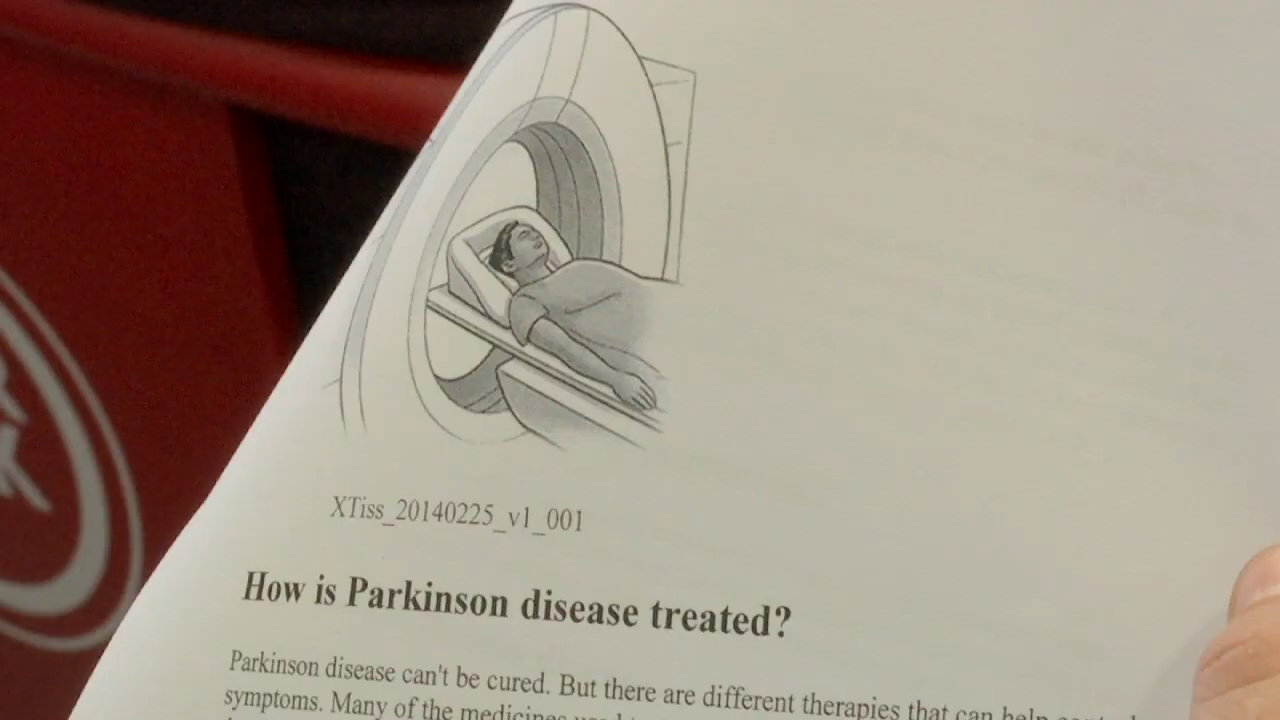 XTiss_20140225_v1_001
How is Parkinson disease treated?
Parkinson disease can't be cured. But there are different therapies that can help
symptoms. Many of the medicines